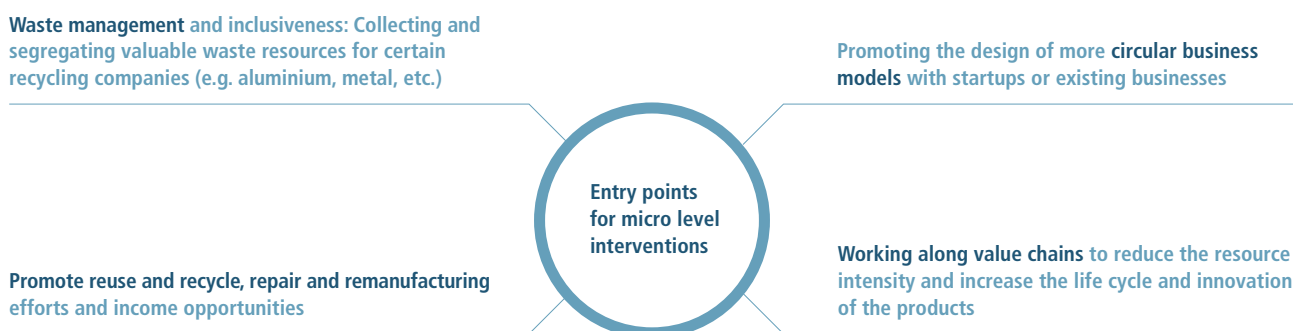 Waste management and inclusiveness: Collecting and
segregating valuable waste resources for certain
recycling companies (e.g. aluminium, metal, etc.)
Promoting the design of more circular business
models with startups or existing businesses
Entry points
for micro level
interventions
Promote reuse and recycle, repair and remanufacturing
efforts and income opportunities
Working along value chains to reduce the resource
intensity and increase the life cycle and innovation
of the products